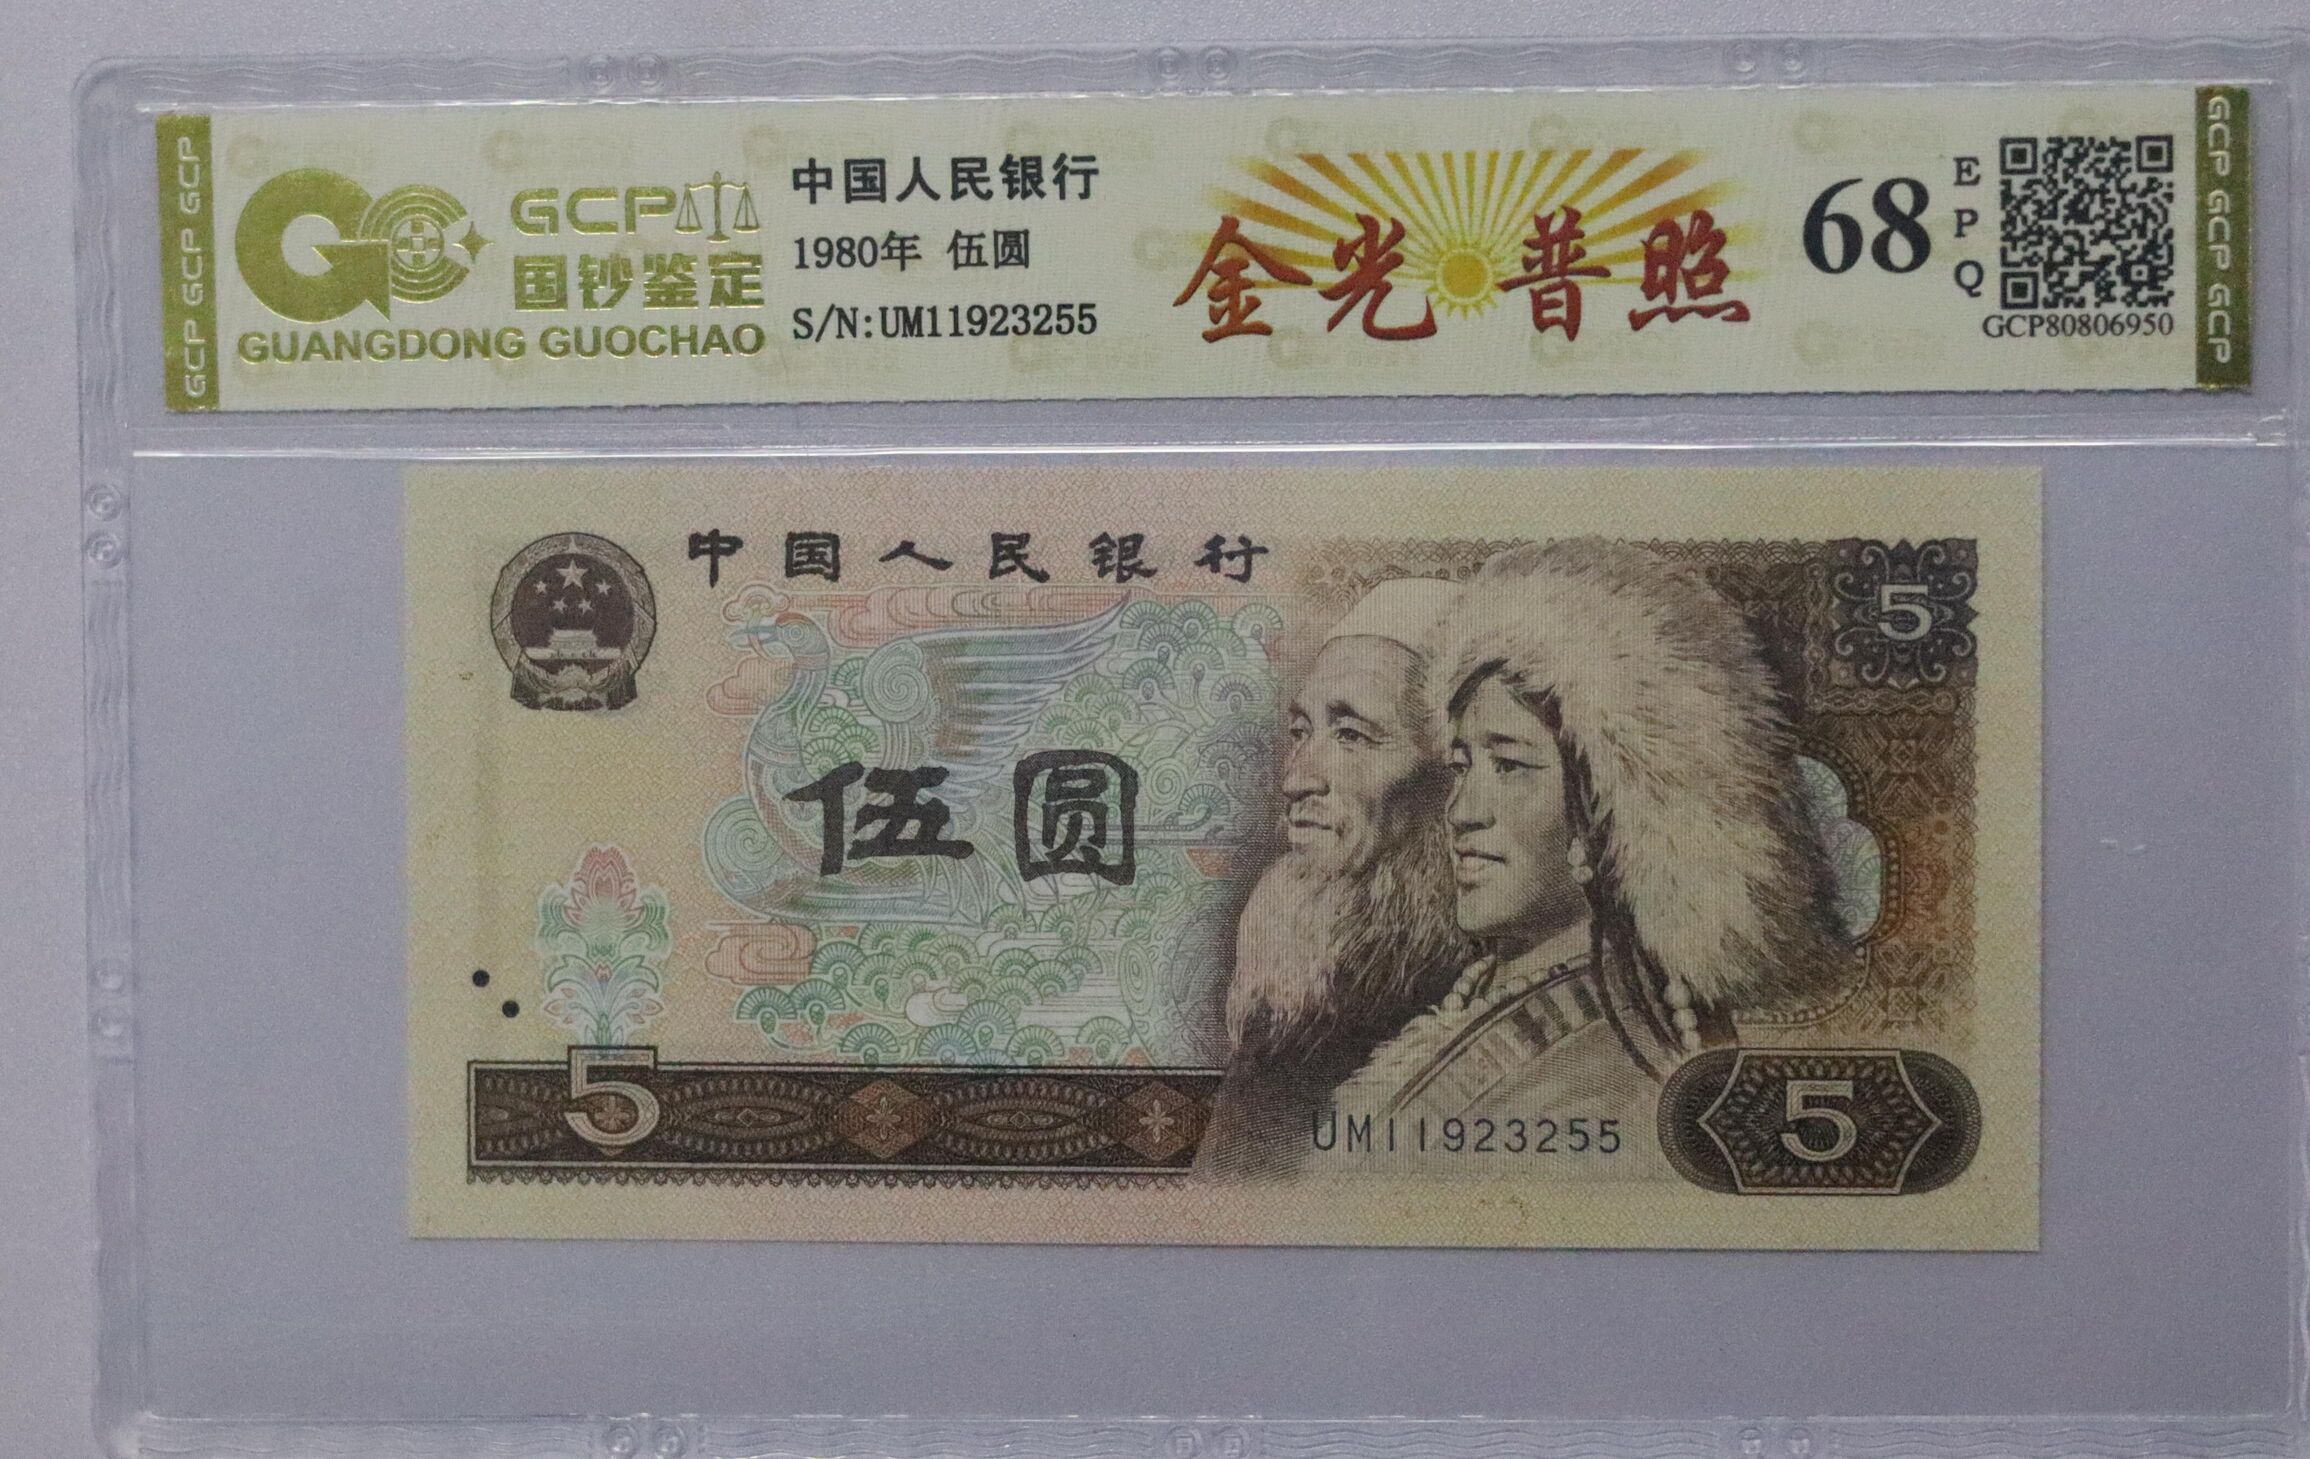 GCP GCP GCP
GCP
国钞鉴定
GUANGDONG GUOCHAO
中国人民银行
1980年 伍圆
S/N:UM11923255
金光普照
68
EPQ
GCP80806950
GCP GCP GCP
中国人民银行
5
伍圆
5
UM11923255
5